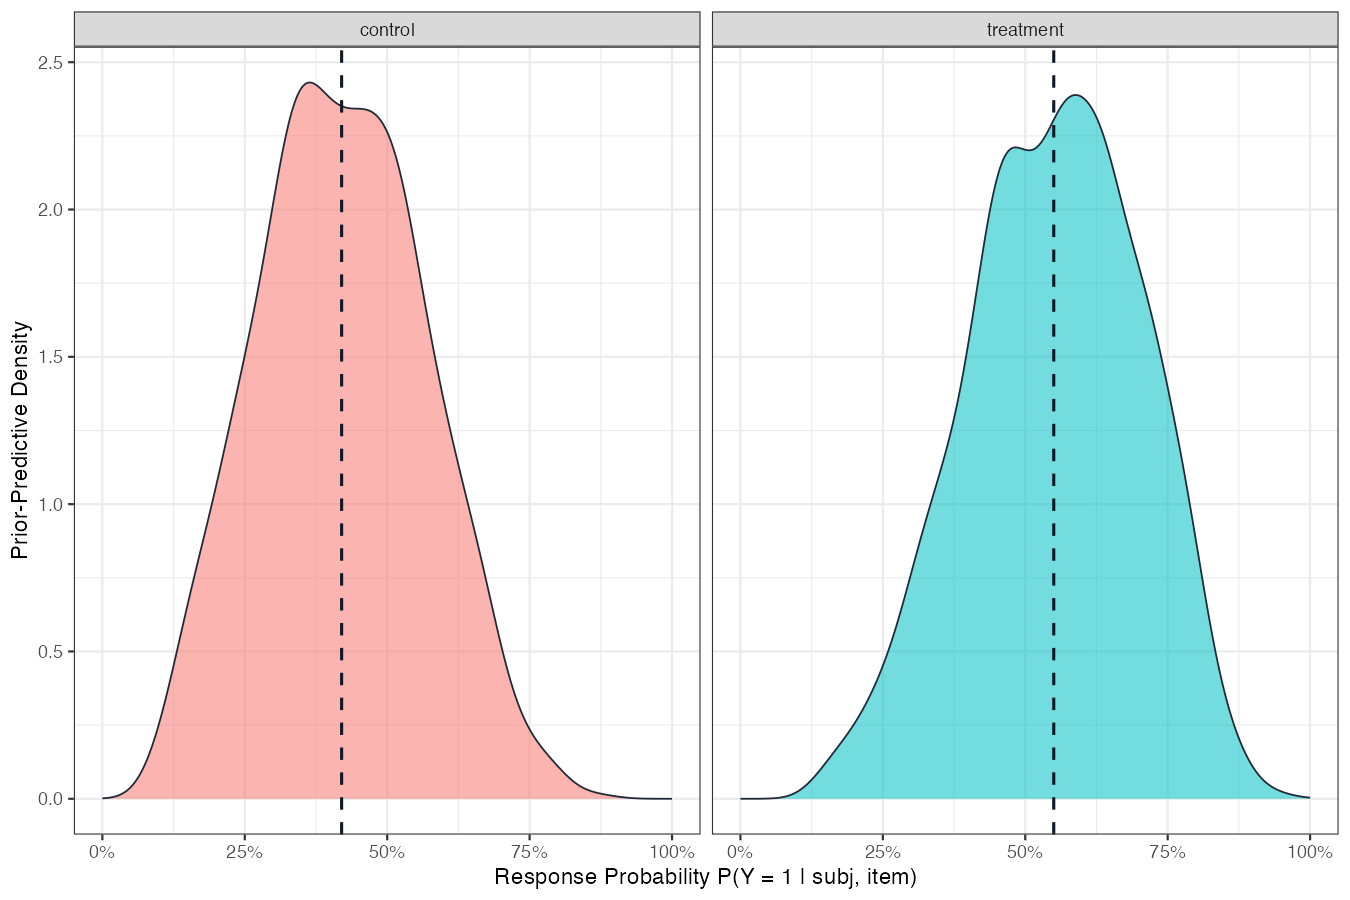 control
treatment
Prior-Predictive Density
2.5
2.0
1.5
1.0
0.5
0.0
0% 25% 50% 75% 100%
0% 25% 50% 75% 100%
Response Probability P(Y = 1 | subj, item)